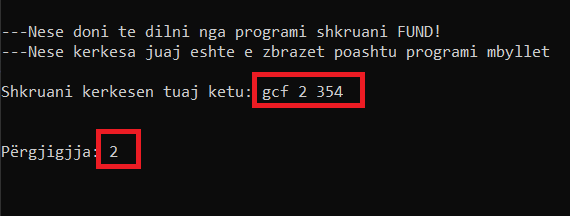 ---Nese doni te dilni nga programi shkruani FUND!
---Nese kerkesa juaj eshte e zbrazet poashtu programi mbyllet
Shkruani kerkesen tuaj ketu: gcf 2 354
Përgjigjja: 2